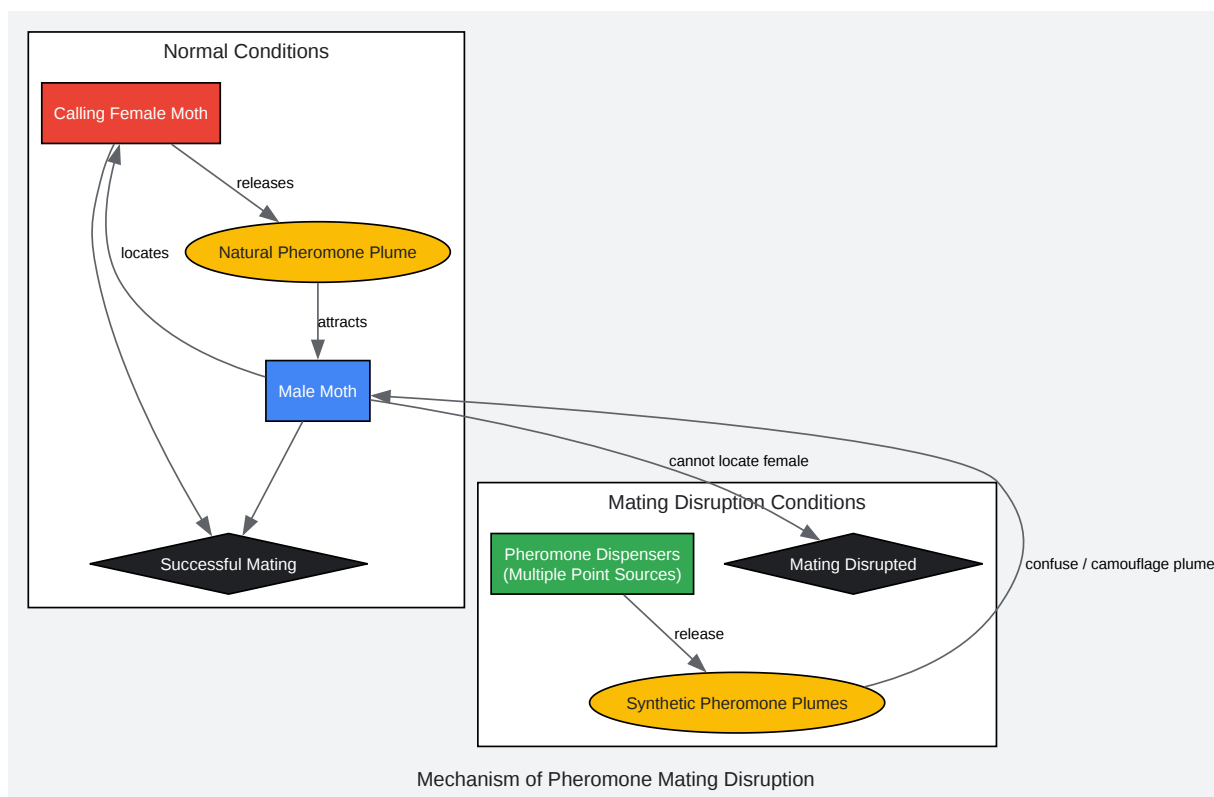 Normal Conditions
Calling Female Moth
releases
locates
Natural Pheromone Plume
attracts
Male Moth
cannot locate female
Successful Mating
Mating Disruption Conditions
Pheromone Dispensers
(Multiple Point Sources)
Mating Disrupted
confuse / camouflage plume
release
Synthetic Pheromone Plumes
Mechanism of Pheromone Mating Disruption